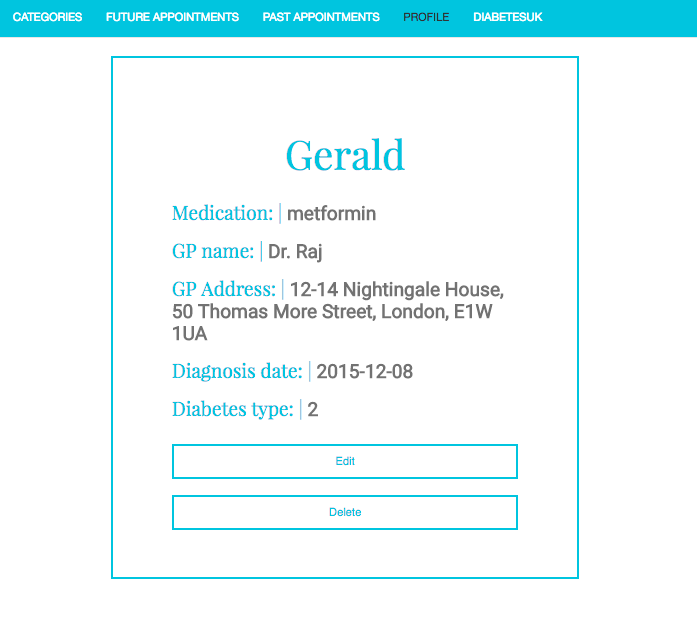 CATEGORIES FUTURE APPOINTMENTS PAST APPOINTMENTS PROFILE DIABETESUK
Gerald
Medication: | metformin
GP name: | Dr. Raj
GP Address: | 12-14 Nightingale House,
50 Thomas More Street, London, E1W
1UA
Diagnosis date: | 2015-12-08
Diabetes type: | 2
Edit
Delete